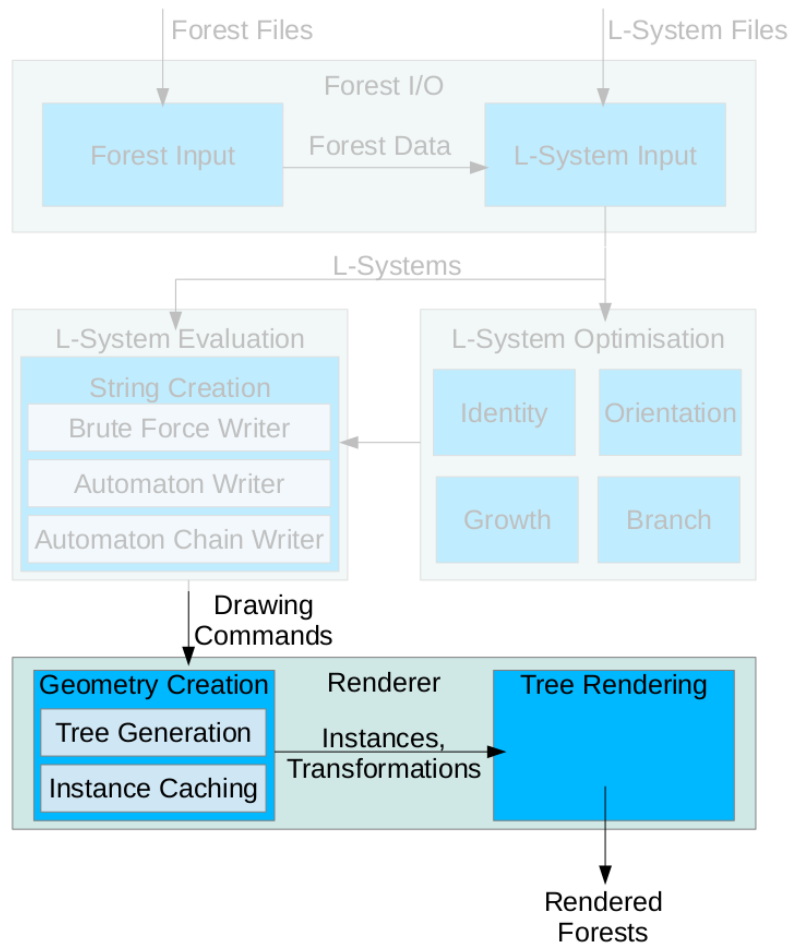 Forest Files
L-System Files
Forest I/O
Forest Input
Forest Data
L-System Input
L-Systems
L-System Evaluation
String Creation
Brute Force Writer
Automaton Writer
Automaton Chain Writer
L-System Optimisation
Identity
Orientation
Growth
Branch
Drawing
Commands
Renderer
Geometry Creation
Tree Generation
Instance Caching
Instances,
Transformations
Tree Rendering
Rendered
Forests